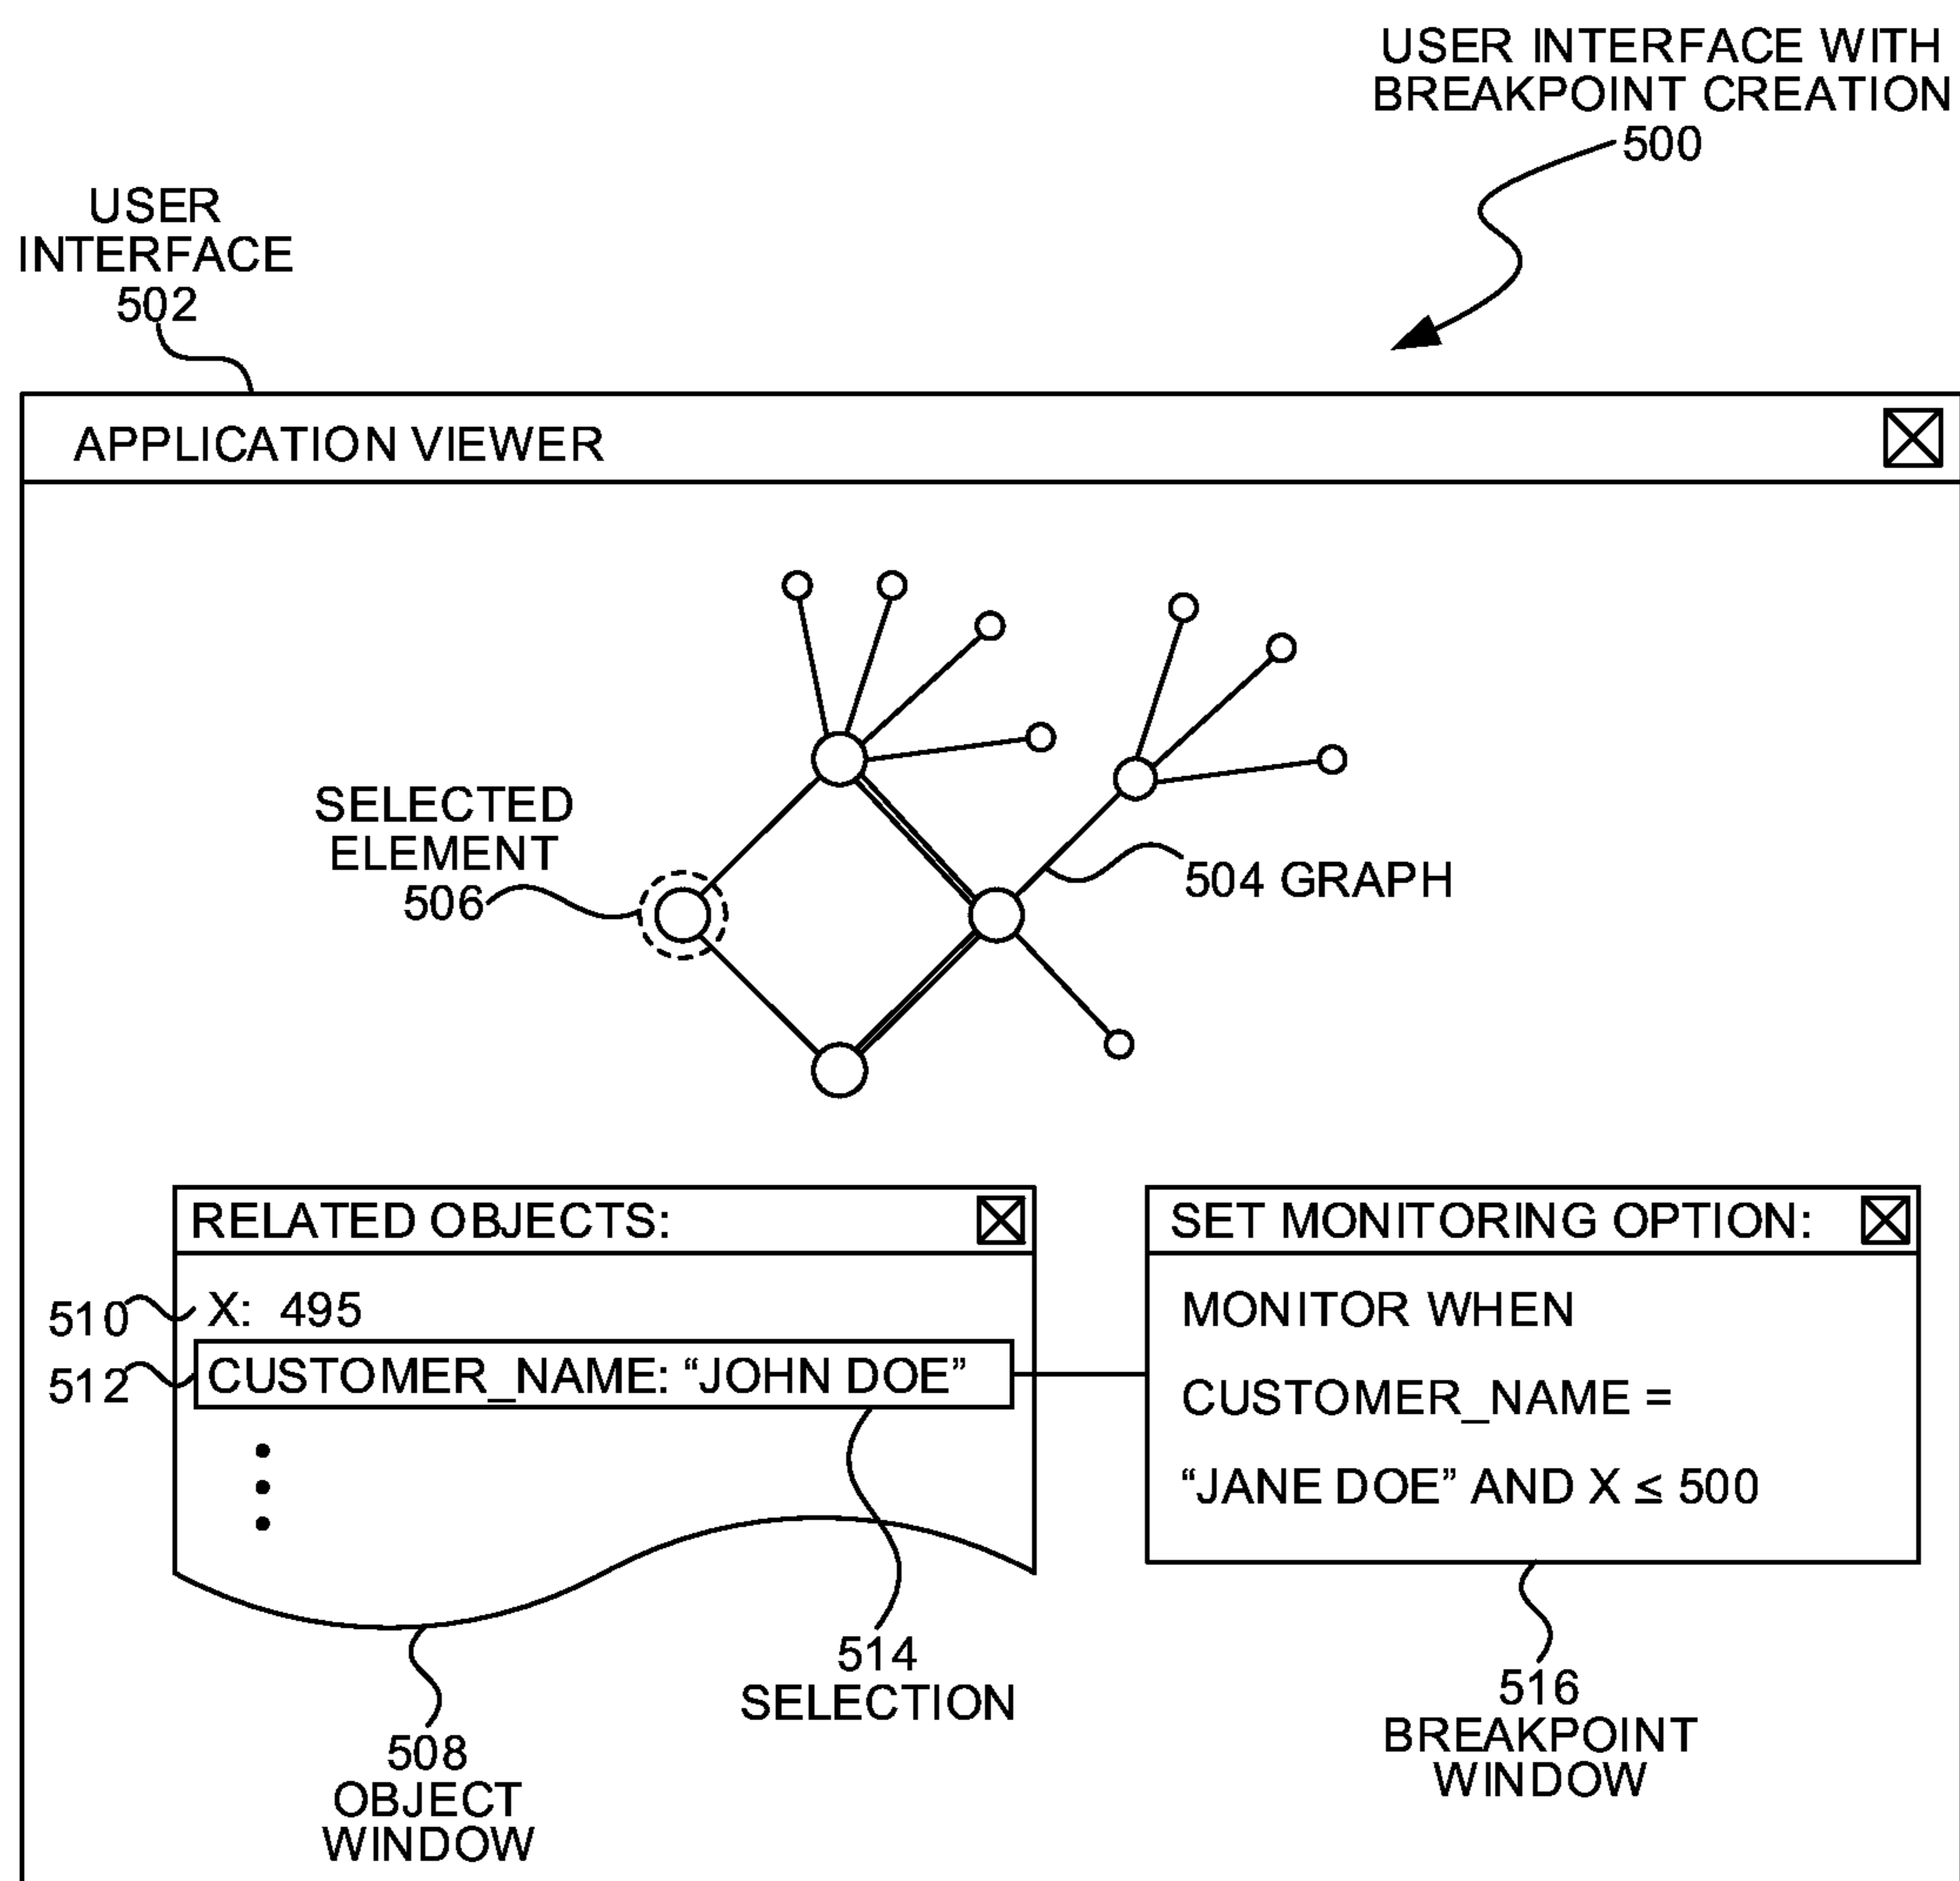 USER INTERFACE WITH
BREAKPOINT CREATION
500
USER
INTERFACE
502
APPLICATION VIEWER
SELECTED
ELEMENT
506
504 GRAPH
RELATED OBJECTS:
510
X: 495
512
CUSTOMER_NAME: “JOHN DOE”
SET MONITORING OPTION:
MONITOR WHEN
CUSTOMER_NAME =
“JANE DOE” AND X ≤ 500
514
SELECTION
516
BREAKPOINT
WINDOW
508
OBJECT
WINDOW